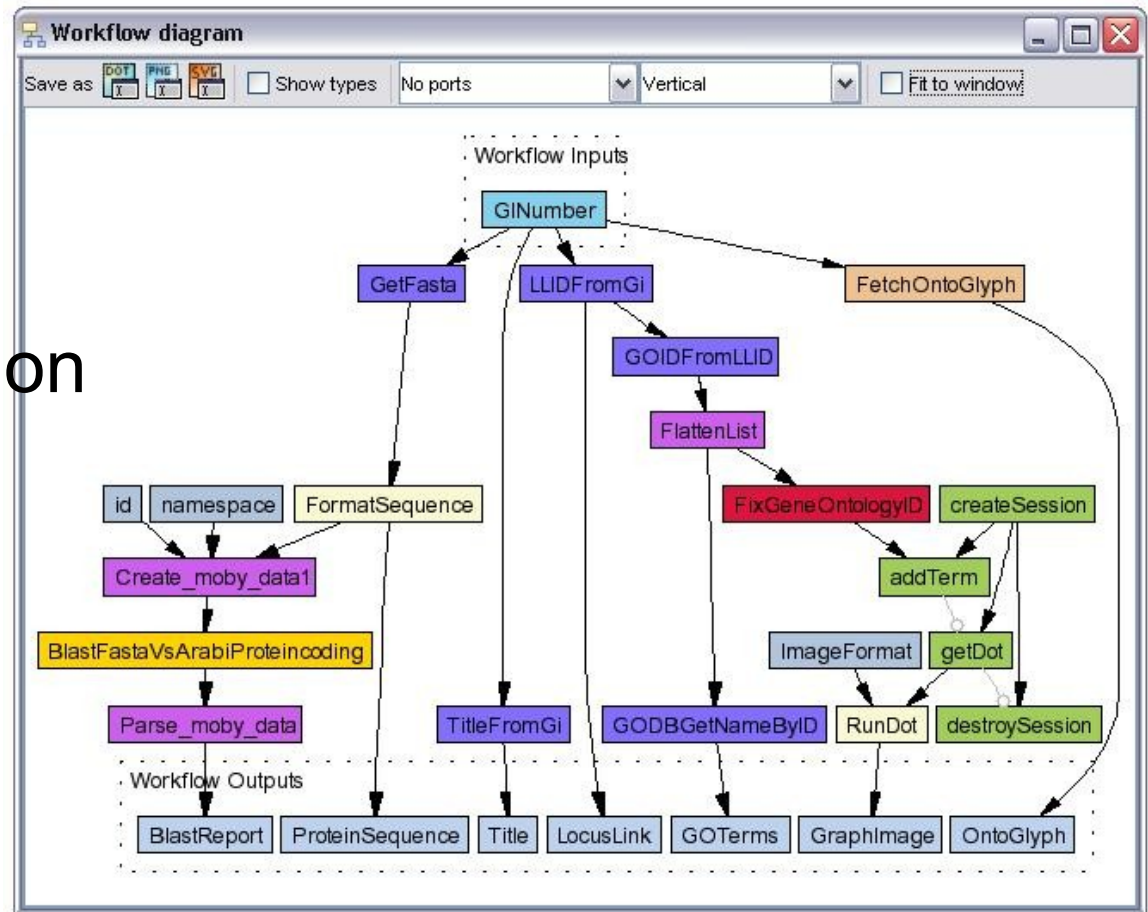 Workflow diagram
Save as DOT PNG SVG Show types No ports Vertical Fit to window
Workflow Inputs
GINumber
GetFasta LLIDFromGi FetchOntoGlyph
GOIDFromLLID
on
FlattenList
id namespace FormatSequence FixGeneOntologyID createSession
Create_moby_data1 addTerm
BlastFastaVsArabiProteincoding ImageFormat getDot
Parse_moby_data TitleFromGi GODBGetNameByID RunDot destroySession
Workflow Outputs
BlastReport ProteinSequence Title LocusLink GOTerms GraphImage OntoGlyph